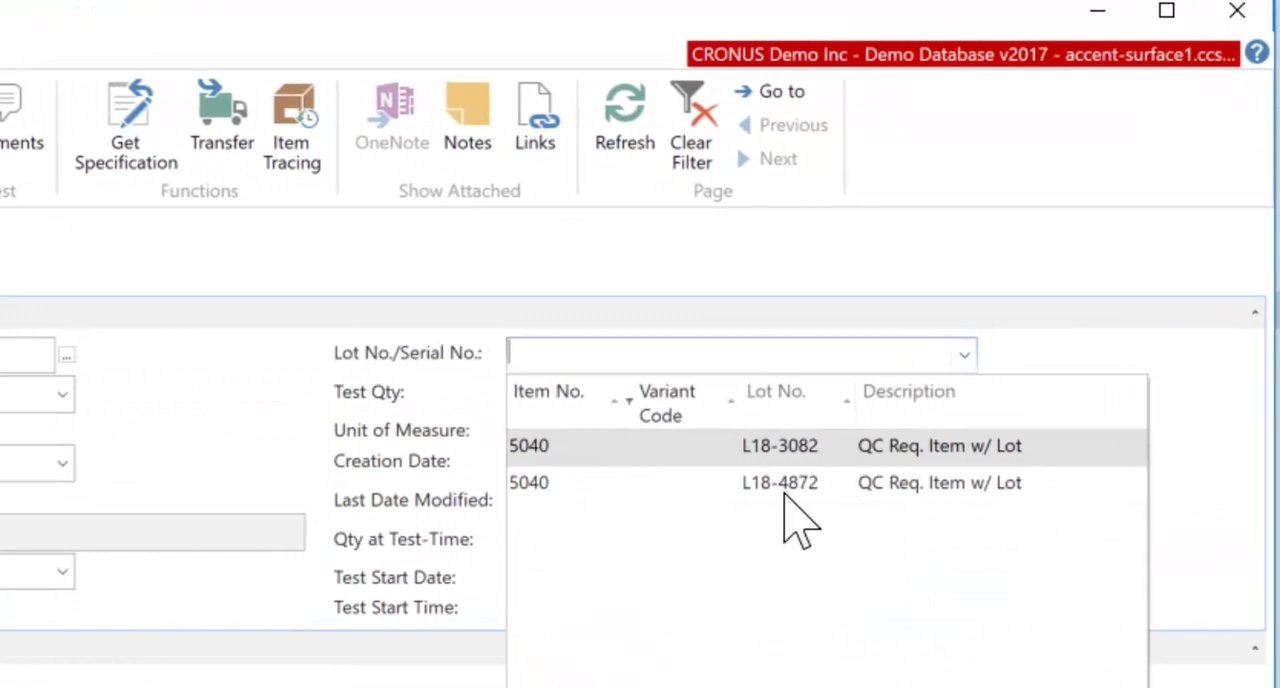 CRONUS Demo Inc - Demo Database v2017 - accent-surface1.ccs...
?
ments
Get Specification
Transfer
Item Tracing
N
OneNote
Notes
Links
Refresh
Clear Filter
Go to
Previous
Next
st
Functions
Show Attached
Page
...
Lot No./Serial No.:
Test Qty:
Unit of Measure:
Creation Date:
Last Date Modified:
Qty at Test-Time:
Test Start Date:
Test Start Time:
Item No. Variant Code Lot No. Description
5040 L18-3082 QC Req. Item w/ Lot
5040 L18-4872 QC Req. Item w/ Lot